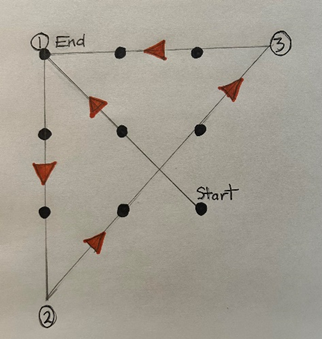 ① End
③
Start
②